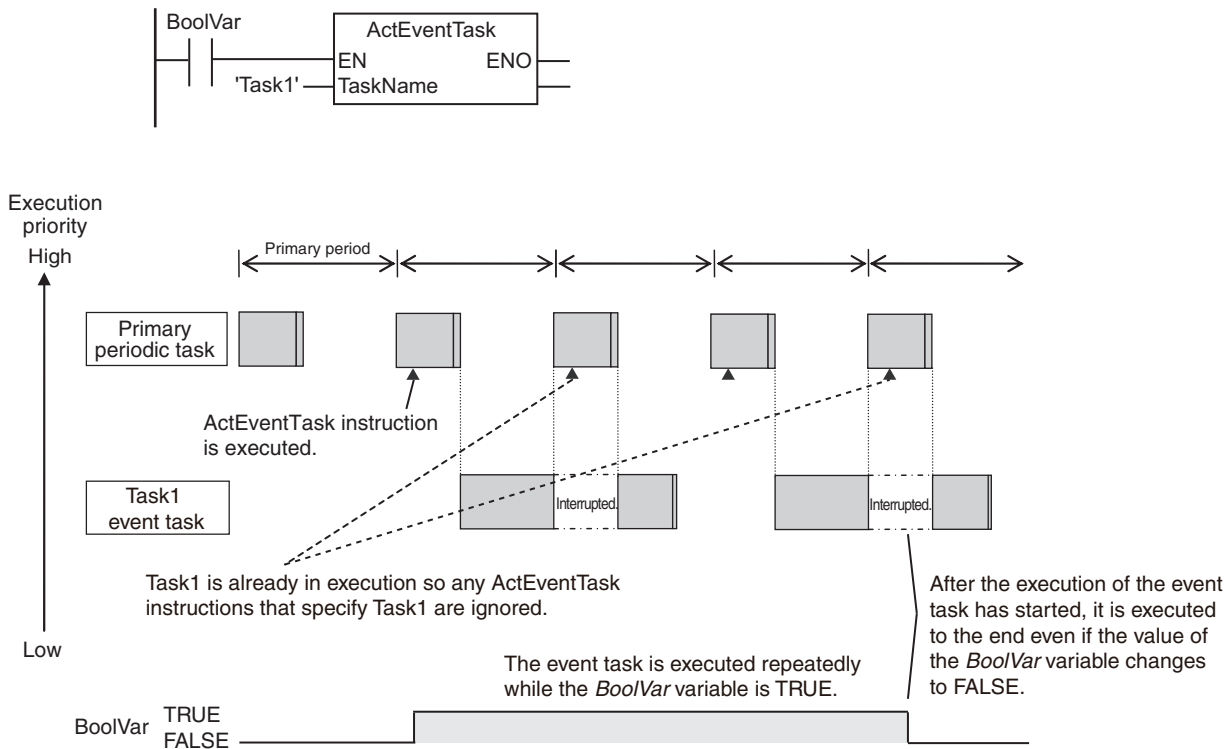 BoolVar
ActEventTask
EN
ENO
'Task1'
TaskName
Execution
priority
High
Primary period
Primary
periodic task
ActEventTask instruction
is executed.
Task1
event task
Interrupted.
Interrupted.
Task1 is already in execution so any ActEventTask
instructions that specify Task1 are ignored.
After the execution of the event
task has started, it is executed
to the end even if the value of
the BoolVar variable changes
to FALSE.
Low
The event task is executed repeatedly
while the BoolVar variable is TRUE.
BoolVar
TRUE
FALSE